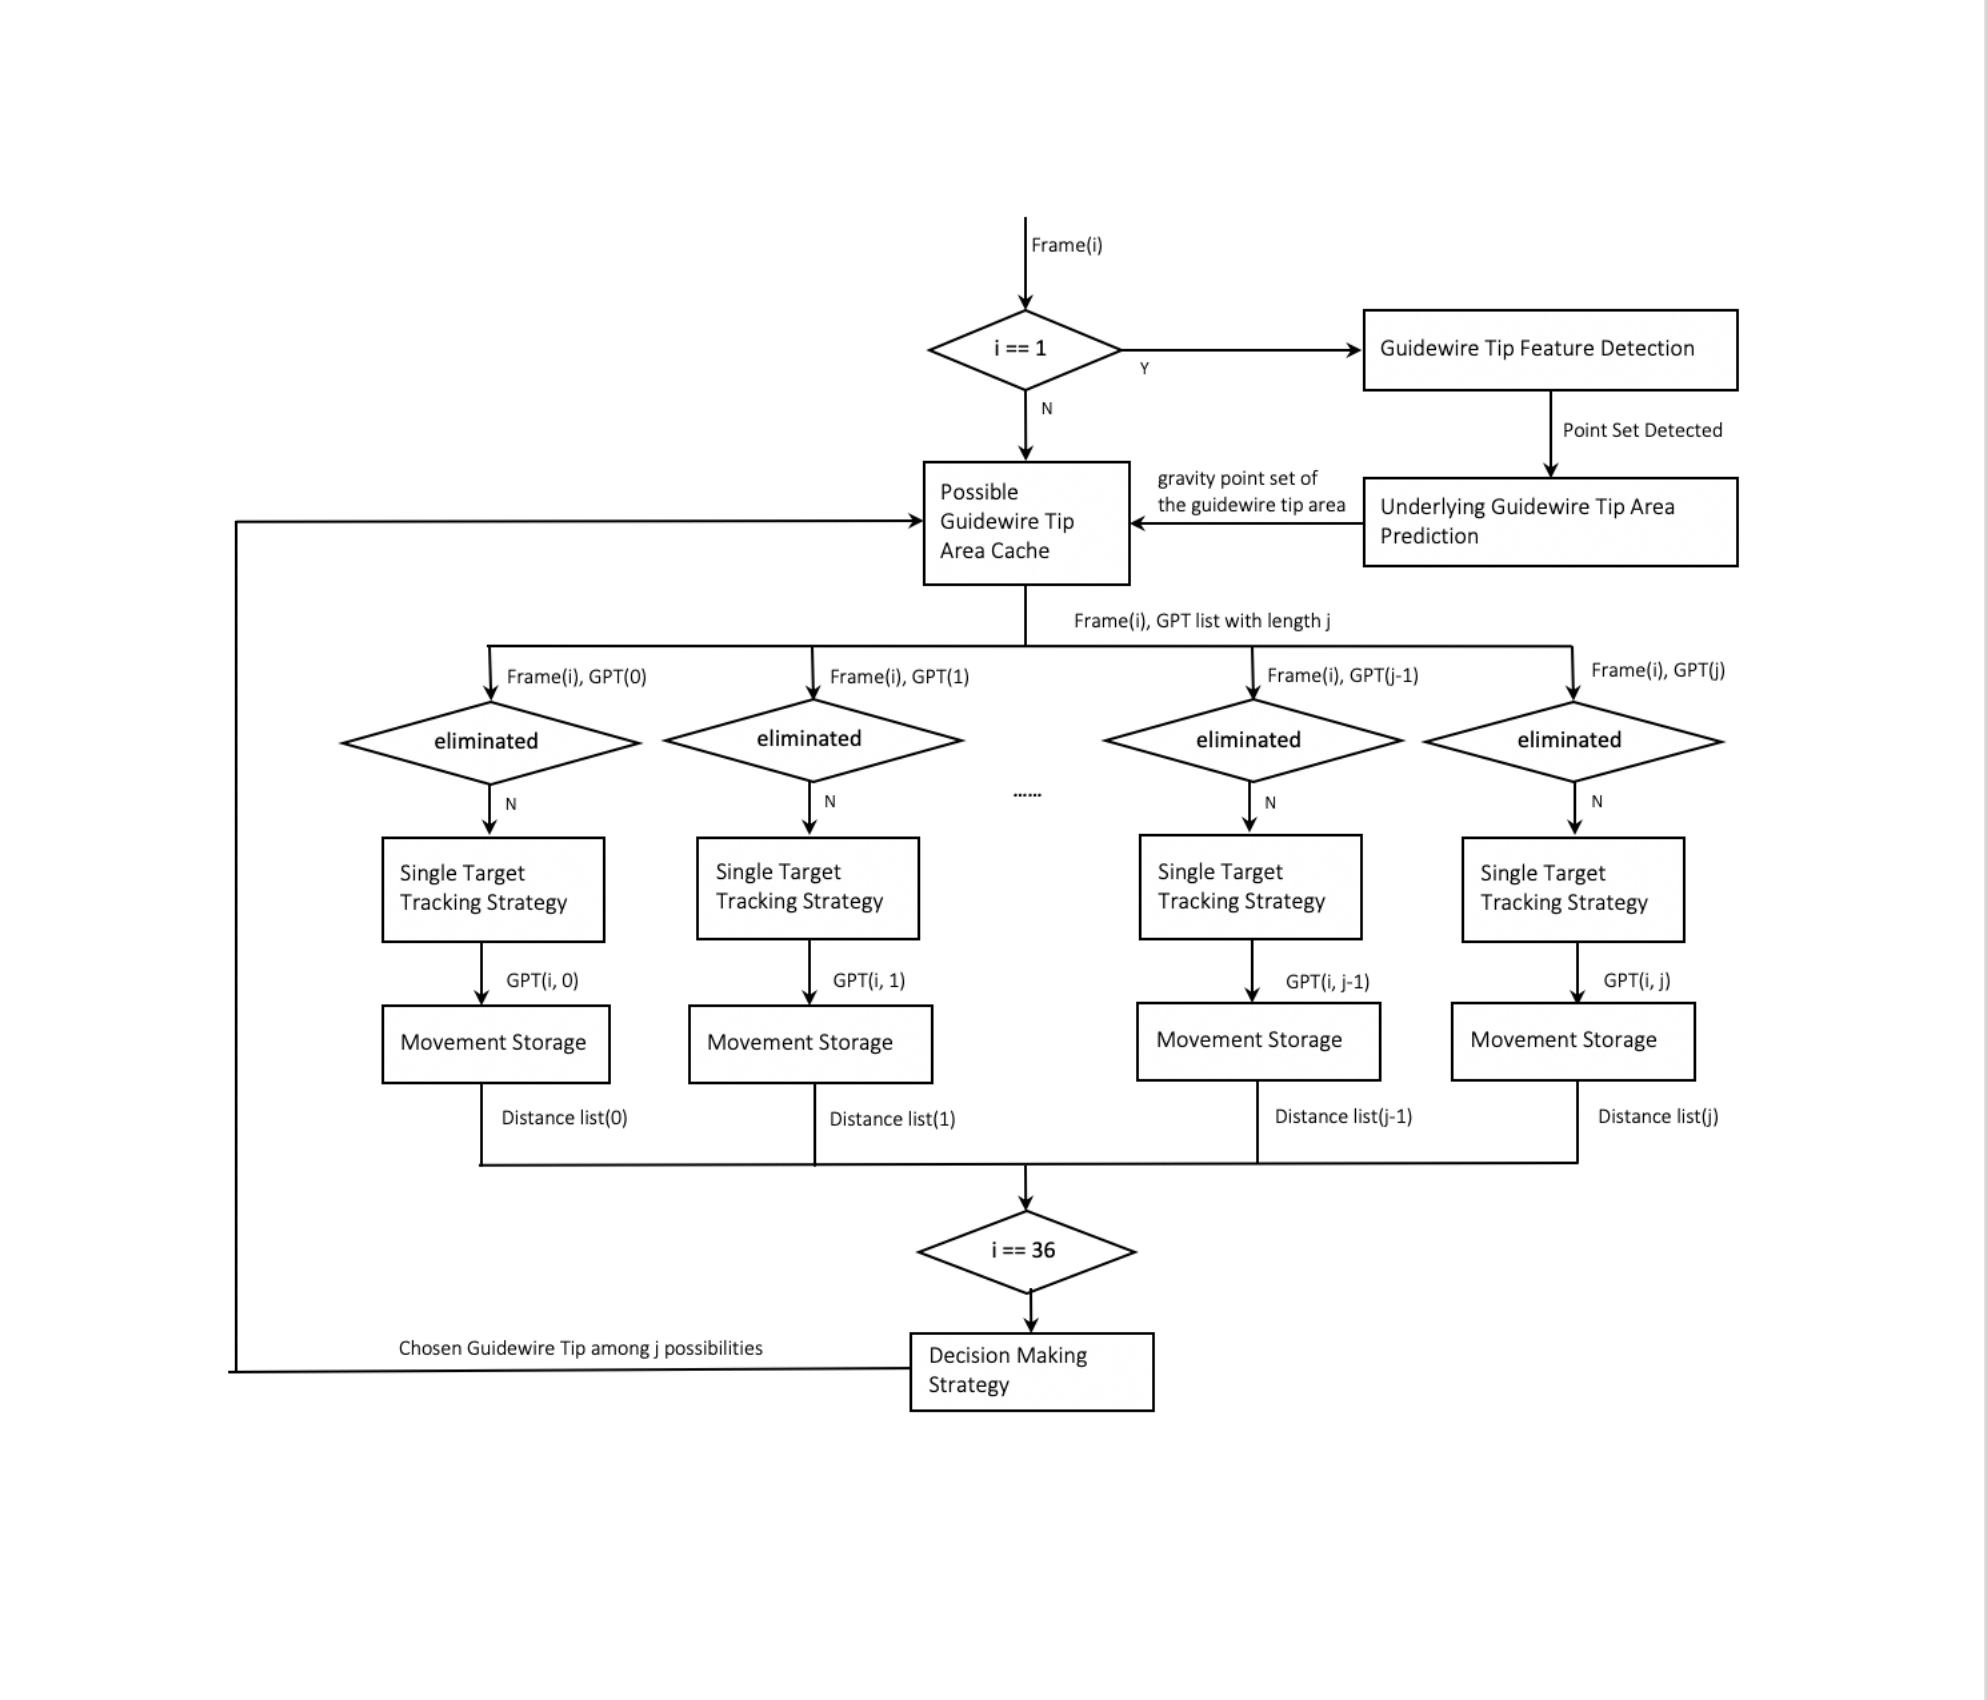 Frame(i)
i == 1
Y
N
Guidewire Tip Feature Detection
Point Set Detected
Underlying Guidewire Tip Area
Prediction
gravity point set of
the guidewire tip area
Possible
Guidewire Tip
Area Cache
Frame(i), GPT list with length j
Frame(i), GPT(0)
Frame(i), GPT(1)
Frame(i), GPT(j-1)
Frame(i), GPT(j)
eliminated
eliminated
......
eliminated
eliminated
N
N
N
N
Single Target
Tracking Strategy
Single Target
Tracking Strategy
Single Target
Tracking Strategy
Single Target
Tracking Strategy
GPT(i, 0)
GPT(i, 1)
GPT(i, j-1)
GPT(i, j)
Movement Storage
Movement Storage
Movement Storage
Movement Storage
Distance list(0)
Distance list(1)
Distance list(j-1)
Distance list(j)
i == 36
Chosen Guidewire Tip among j possibilities
Decision Making
Strategy